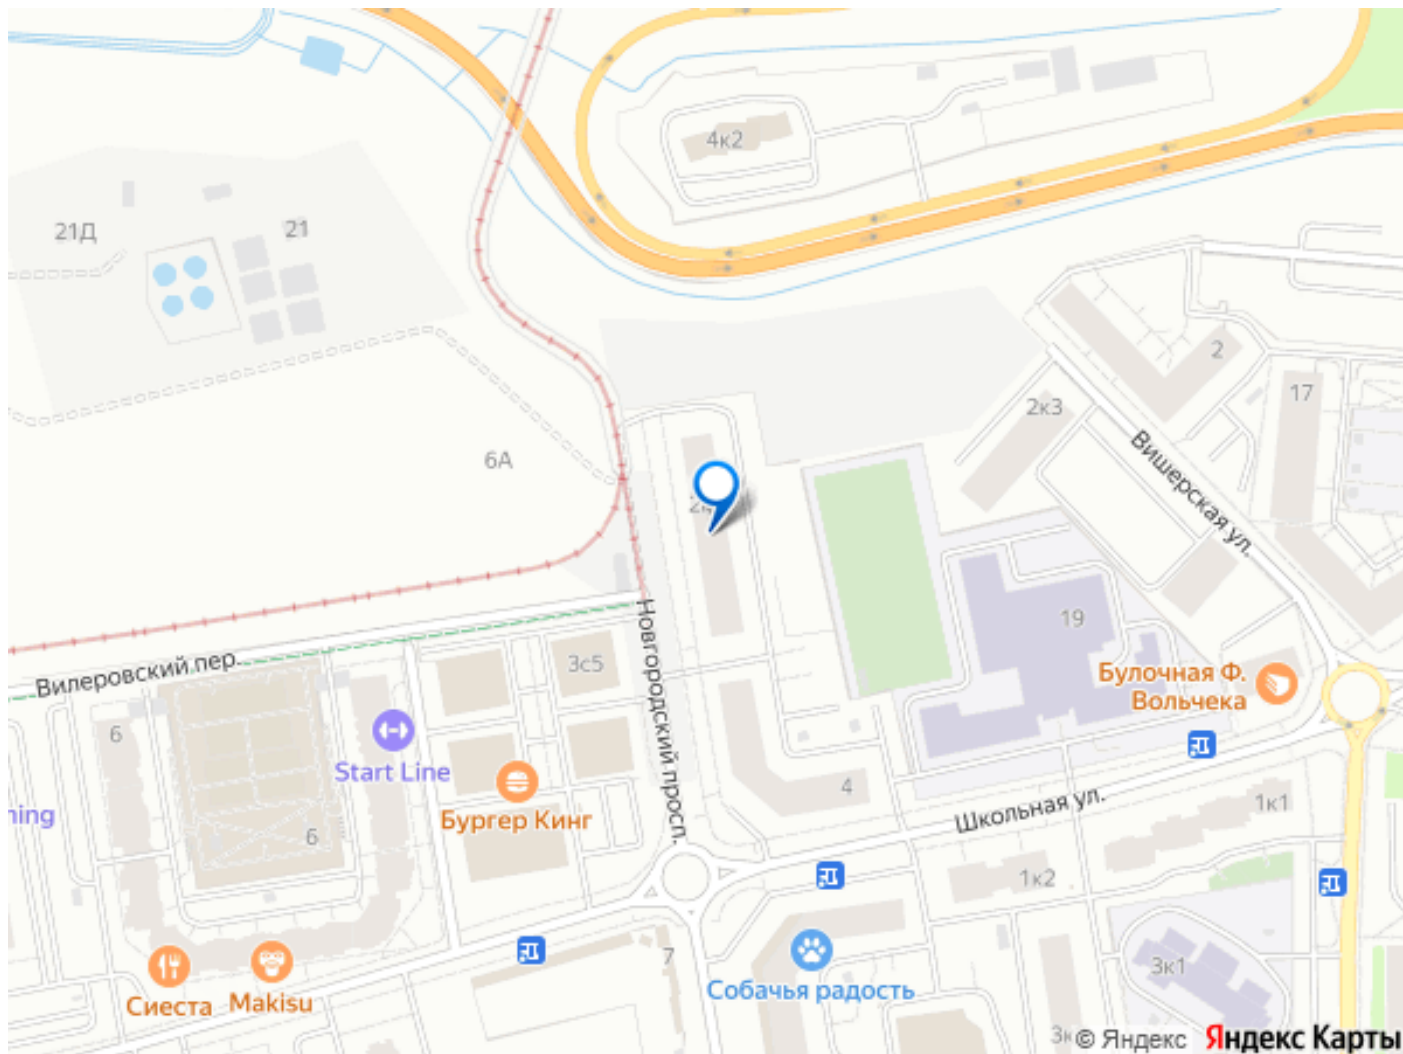 4к2
21Д
21
2
17
2к3
6А
Вишерская ул.
19
Новгородский просп.
3с5
Вилеровский пер.
Булочная Ф.
Вольчека
6
Start Line
ning
Бургер Кинг
4
Школьная ул.
1к1
6
1к2
7
3к1
Сиеста
Makisu
Собачья радость
© Яндекс
Яндекс Карты